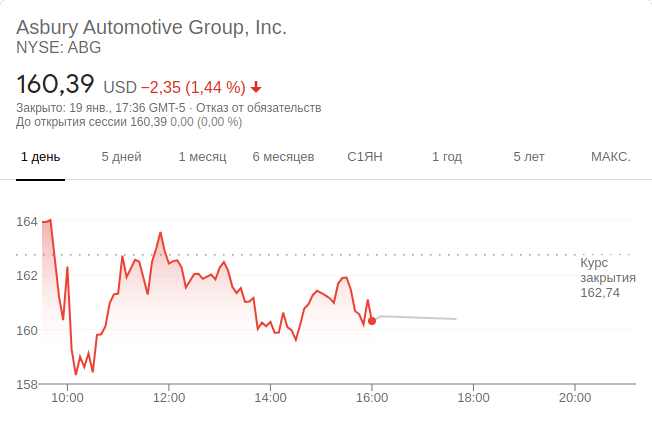 Asbury Automotive Group, Inc.
NYSE: ABG
160,39 USD −2,35 (1,44 %)
Закрыто: 19 янв., 17:36 GMT-5 · Отказ от обязательств
До открытия сессии 160,39 0,00 (0,00 %)
1 день 5 дней 1 месяц 6 месяцев С1ЯН 1 год 5 лет МАКС.
164
162
160
158
Курс
закрытия
162,74
10:00 12:00 14:00 16:00 18:00 20:00